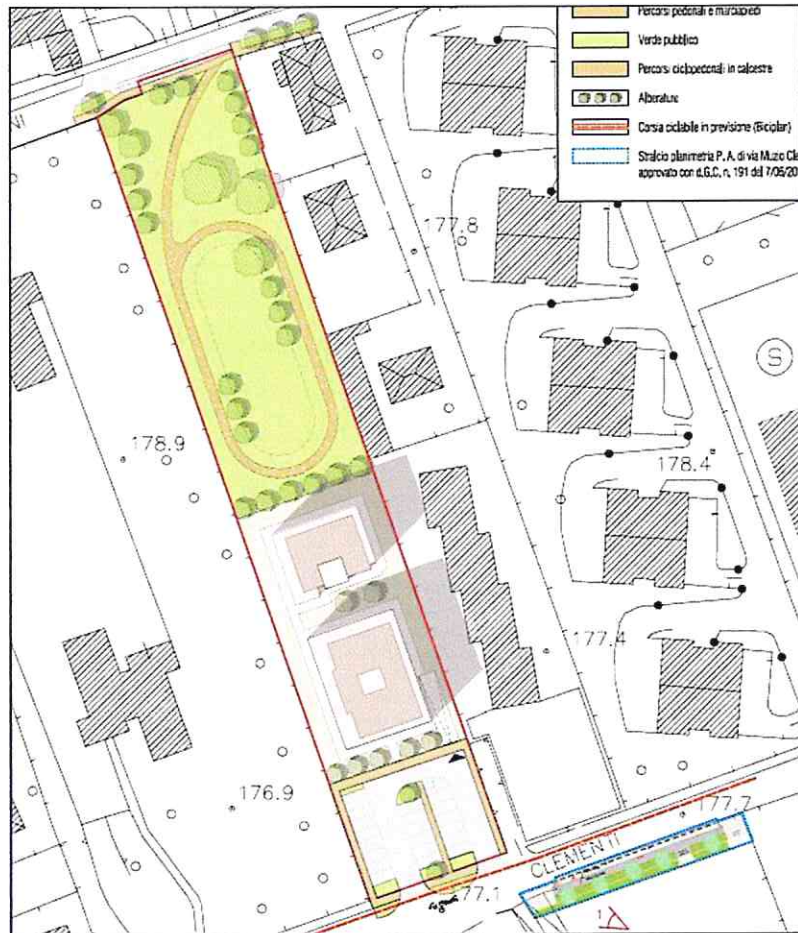 Percorsi pedonali e marciapiedi
Verde pubblico
Percorsi ciclopedonali in calcestre
Alberature
Corsia ciclabile in previsione (Biciplan)
Stralcio planimetria P. A. di via Muzio Cle
approvato con d.G.C. n. 191 del 7/06/20
NI
177.8
S
178.9
178.4
177.4
176.9
177.7
CLEMENTI
77.1